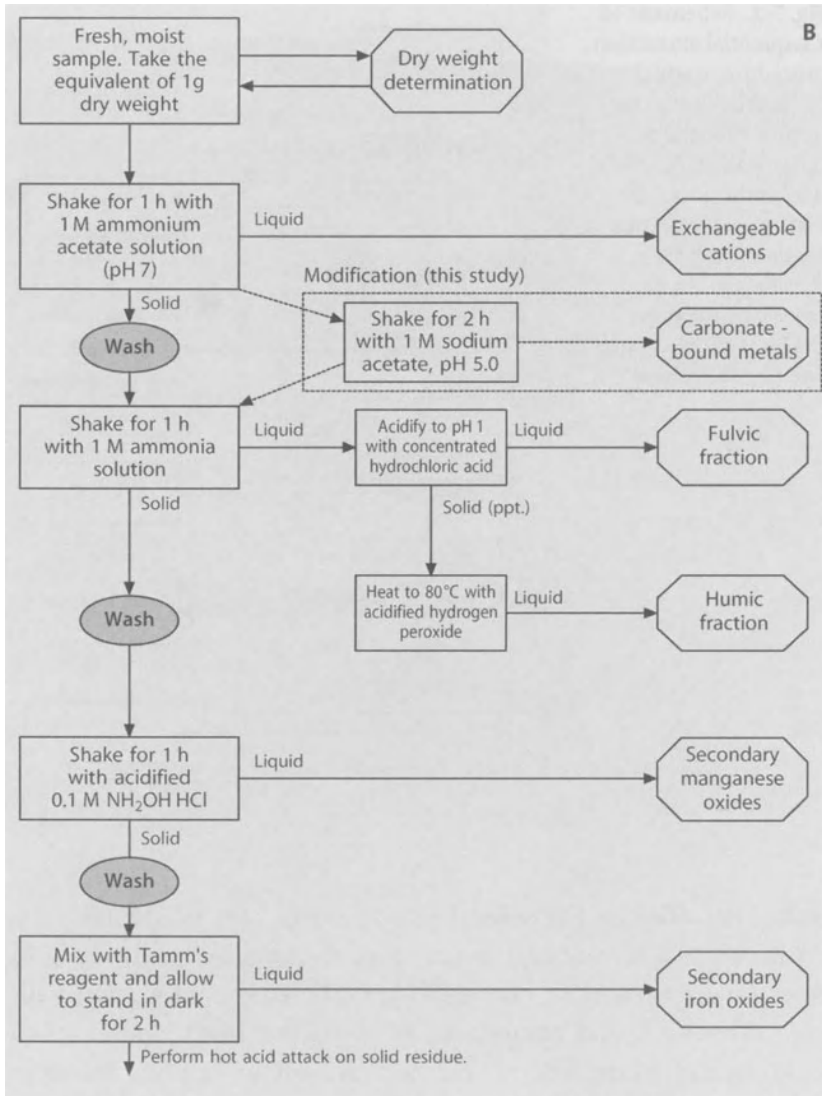 B
Fresh, moist
sample. Take the
equivalent of 1g
dry weight
Dry weight
determination
Shake for 1 h with
1M ammonium
acetate solution
(pH 7)
Liquid
Exchangeable
cations
Solid
Modification (this study)
Wash
Shake for 2 h
with 1 M sodium
acetate, pH 5.0
Carbonate -
bound metals
Shake for 1 h
with 1 M ammonia
solution
Liquid
Acidify to pH 1
with concentrated
hydrochloric acid
Liquid
Fulvic
fraction
Solid
Solid (ppt.)
Wash
Heat to 80°C with
acidified hydrogen
peroxide
Liquid
Humic
fraction
Shake for 1 h
with acidified
0.1 M NH₂OH HCl
Liquid
Secondary
manganese
oxides
Solid
Wash
Mix with Tamm's
reagent and allow
to stand in dark
for 2 h
Liquid
Secondary
iron oxides
Perform hot acid attack on solid residue.